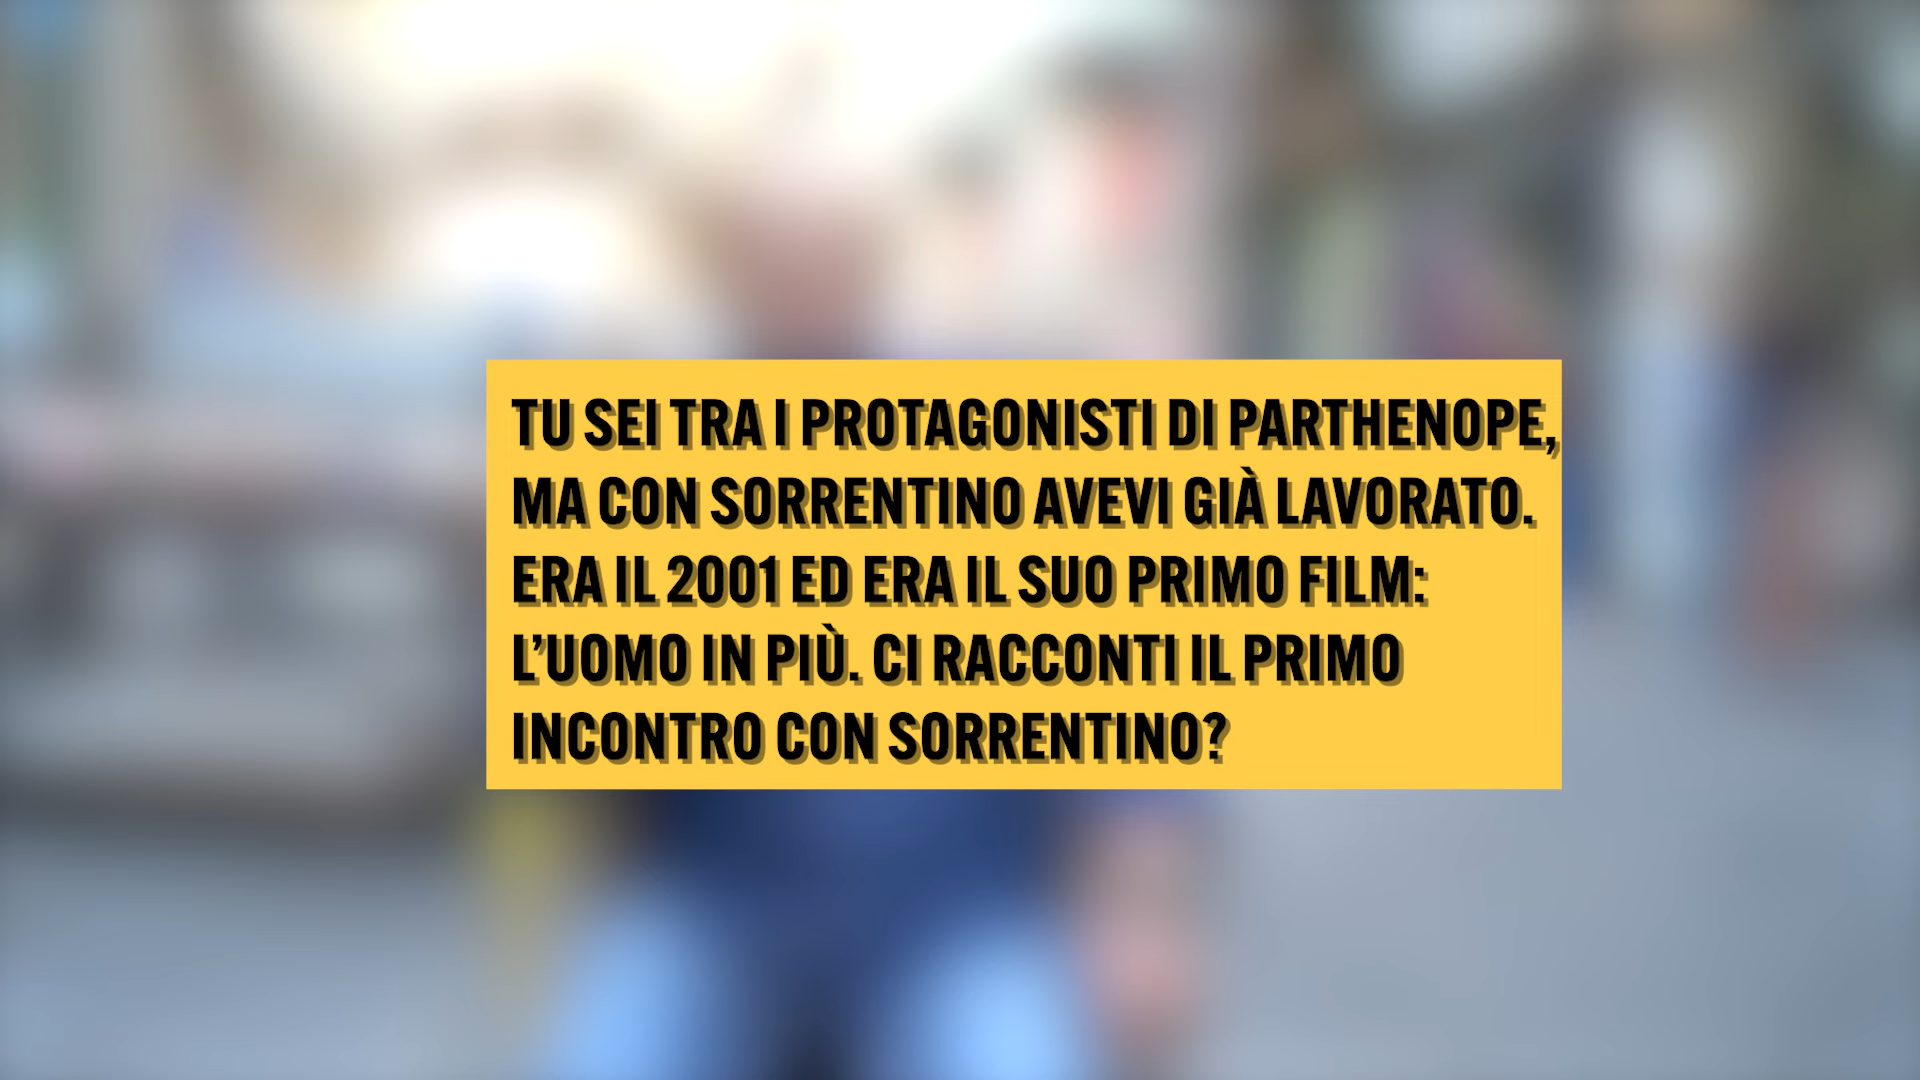 TU SEI TRA I PROTAGONISTI DI PARTHENOPE,
MA CON SORRENTINO AVEVI GIÀ LAVORATO.
ERA IL 2001 ED ERA IL SUO PRIMO FILM:
L’UOMO IN PIÙ. CI RACCONTI IL PRIMO
INCONTRO CON SORRENTINO?